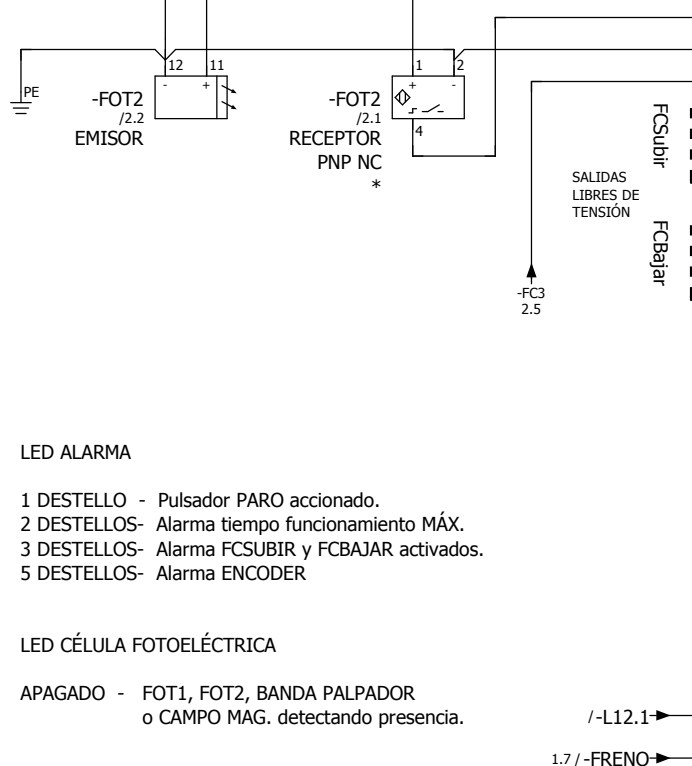 12 11 1 2
PE
-FOT2
/2.2
EMISOR
- +
-FOT2
/2.1
RECEPTOR
PNP NC
*
+ -
4
SALIDAS
LIBRES DE
TENSIÓN
FCSubir
FCBajar
-FC3
2.5
LED ALARMA
1 DESTELLO - Pulsador PARO accionado.
2 DESTELLOS- Alarma tiempo funcionamiento MÁX.
3 DESTELLOS- Alarma FCSUBIR y FCBAJAR activados.
5 DESTELLOS- Alarma ENCODER
LED CÉLULA FOTOELÉCTRICA
APAGADO - FOT1, FOT2, BANDA PALPADOR
o CAMPO MAG. detectando presencia.
/ -L12.1
1.7 / -FRENO